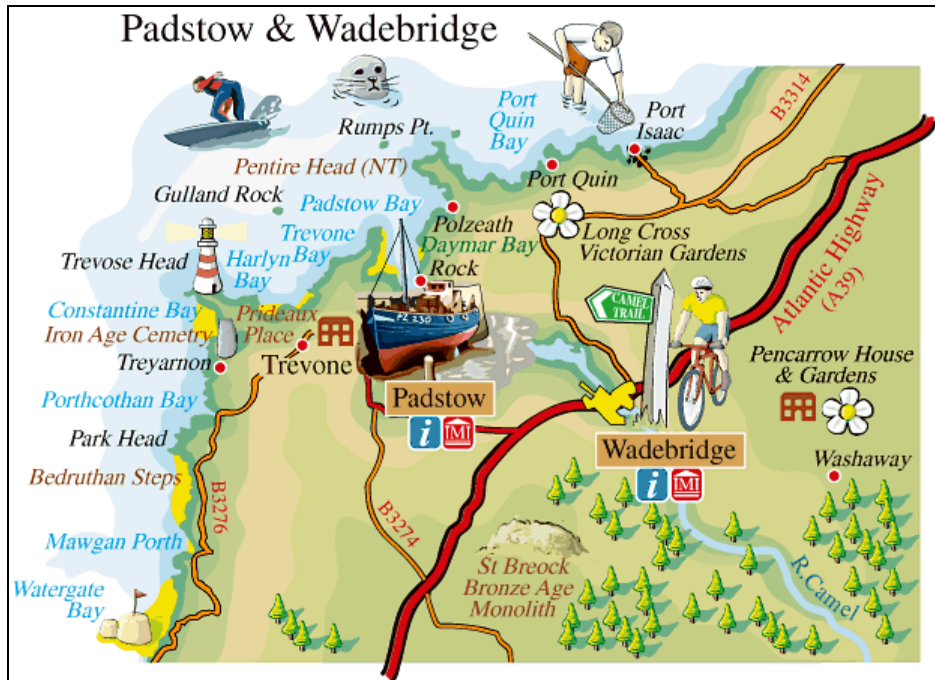 Padstow & Wadebridge
Rumps Pt.
Port
Quin
Bay
Port
Isaac
B3314
Pentire Head (NT)
Gulland Rock
Port Quin
Padstow Bay
Polzeath
Daymar Bay
Long Cross
Victorian Gardens
Trevone
Bay
Trevose Head
Harlyn
Bay
Rock
Atlantic Highway
(A39)
CAMEL
TRAIL
Constantine Bay
Iron Age Cemetry
Prideaux
Place
PZ 230
Treyarnon
Trevone
Pencarrow House
& Gardens
Porthcothan Bay
Padstow
i
M
Park Head
Wadebridge
i
M
Washaway
Bedruthan Steps
B3276
B3274
Mawgan Porth
St Breock
Bronze Age
Monolith
R.Camel
Watergate
Bay